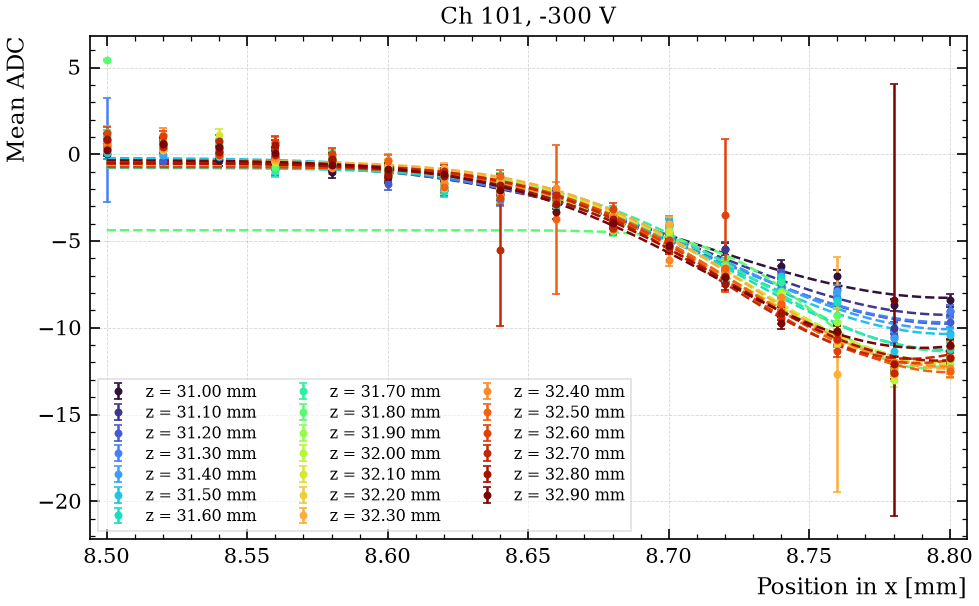 Ch 101, -300 V
Mean ADC
5
0
−5
−10
−15
−20
z = 31.00 mm
z = 31.10 mm
z = 31.20 mm
z = 31.30 mm
z = 31.40 mm
z = 31.50 mm
z = 31.60 mm
z = 31.70 mm
z = 31.80 mm
z = 31.90 mm
z = 32.00 mm
z = 32.10 mm
z = 32.20 mm
z = 32.30 mm
z = 32.40 mm
z = 32.50 mm
z = 32.60 mm
z = 32.70 mm
z = 32.80 mm
z = 32.90 mm
8.50 8.55 8.60 8.65 8.70 8.75 8.80
Position in x [mm]